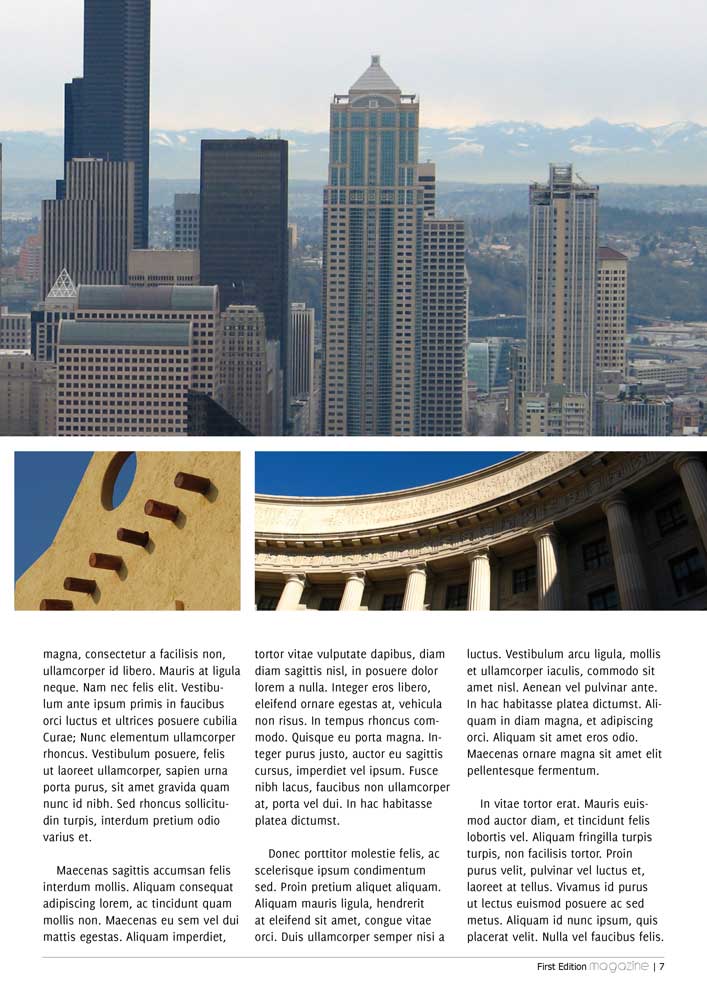 magna, consectetur a facilisis non,
ullamcorper id libero. Mauris at ligula
neque. Nam nec felis elit. Vestibu-
lum ante ipsum primis in faucibus
orci luctus et ultrices posuere cubilia
Curae; Nunc elementum ullamcorper
rhoncus. Vestibulum posuere, felis
ut laoreet ullamcorper, sapien urna
porta purus, sit amet gravida quam
nunc id nibh. Sed rhoncus sollicitu-
din turpis, interdum pretium odio
varius et.
Maecenas sagittis accumsan felis
interdum mollis. Aliquam consequat
adipiscing lorem, ac tincidunt quam
mollis non. Maecenas eu sem vel dui
mattis egestas. Aliquam imperdiet,
tortor vitae vulputate dapibus, diam
diam sagittis nisl, in posuere dolor
lorem a nulla. Integer eros libero,
eleifend ornare egestas at, vehicula
non risus. In tempus rhoncus com-
modo. Quisque eu porta magna. In-
teger purus justo, auctor eu sagittis
cursus, imperdiet vel ipsum. Fusce
nibh lacus, faucibus non ullamcorper
at, porta vel dui. In hac habitasse
platea dictumst.
Donec porttitor molestie felis, ac
scelerisque ipsum condimentum
sed. Proin pretium aliquet aliquam.
Aliquam mauris ligula, hendrerit
at eleifend sit amet, congue vitae
orci. Duis ullamcorper semper nisi a
luctus. Vestibulum arcu ligula, mollis
et ullamcorper iaculis, commodo sit
amet nisl. Aenean vel pulvinar ante.
In hac habitasse platea dictumst. Ali-
quam in diam magna, et adipiscing
orci. Aliquam sit amet eros odio.
Maecenas ornare magna sit amet elit
pellentesque fermentum.
In vitae tortor erat. Mauris euis-
mod auctor diam, et tincidunt felis
lobortis vel. Aliquam fringilla turpis
turpis, non facilisis tortor. Proin
purus velit, pulvinar vel luctus et,
laoreet at tellus. Vivamus id purus
ut lectus euismod posuere ac sed
metus. Aliquam id nunc ipsum, quis
placerat velit. Nulla vel faucibus felis.
First Edition magazine | 7